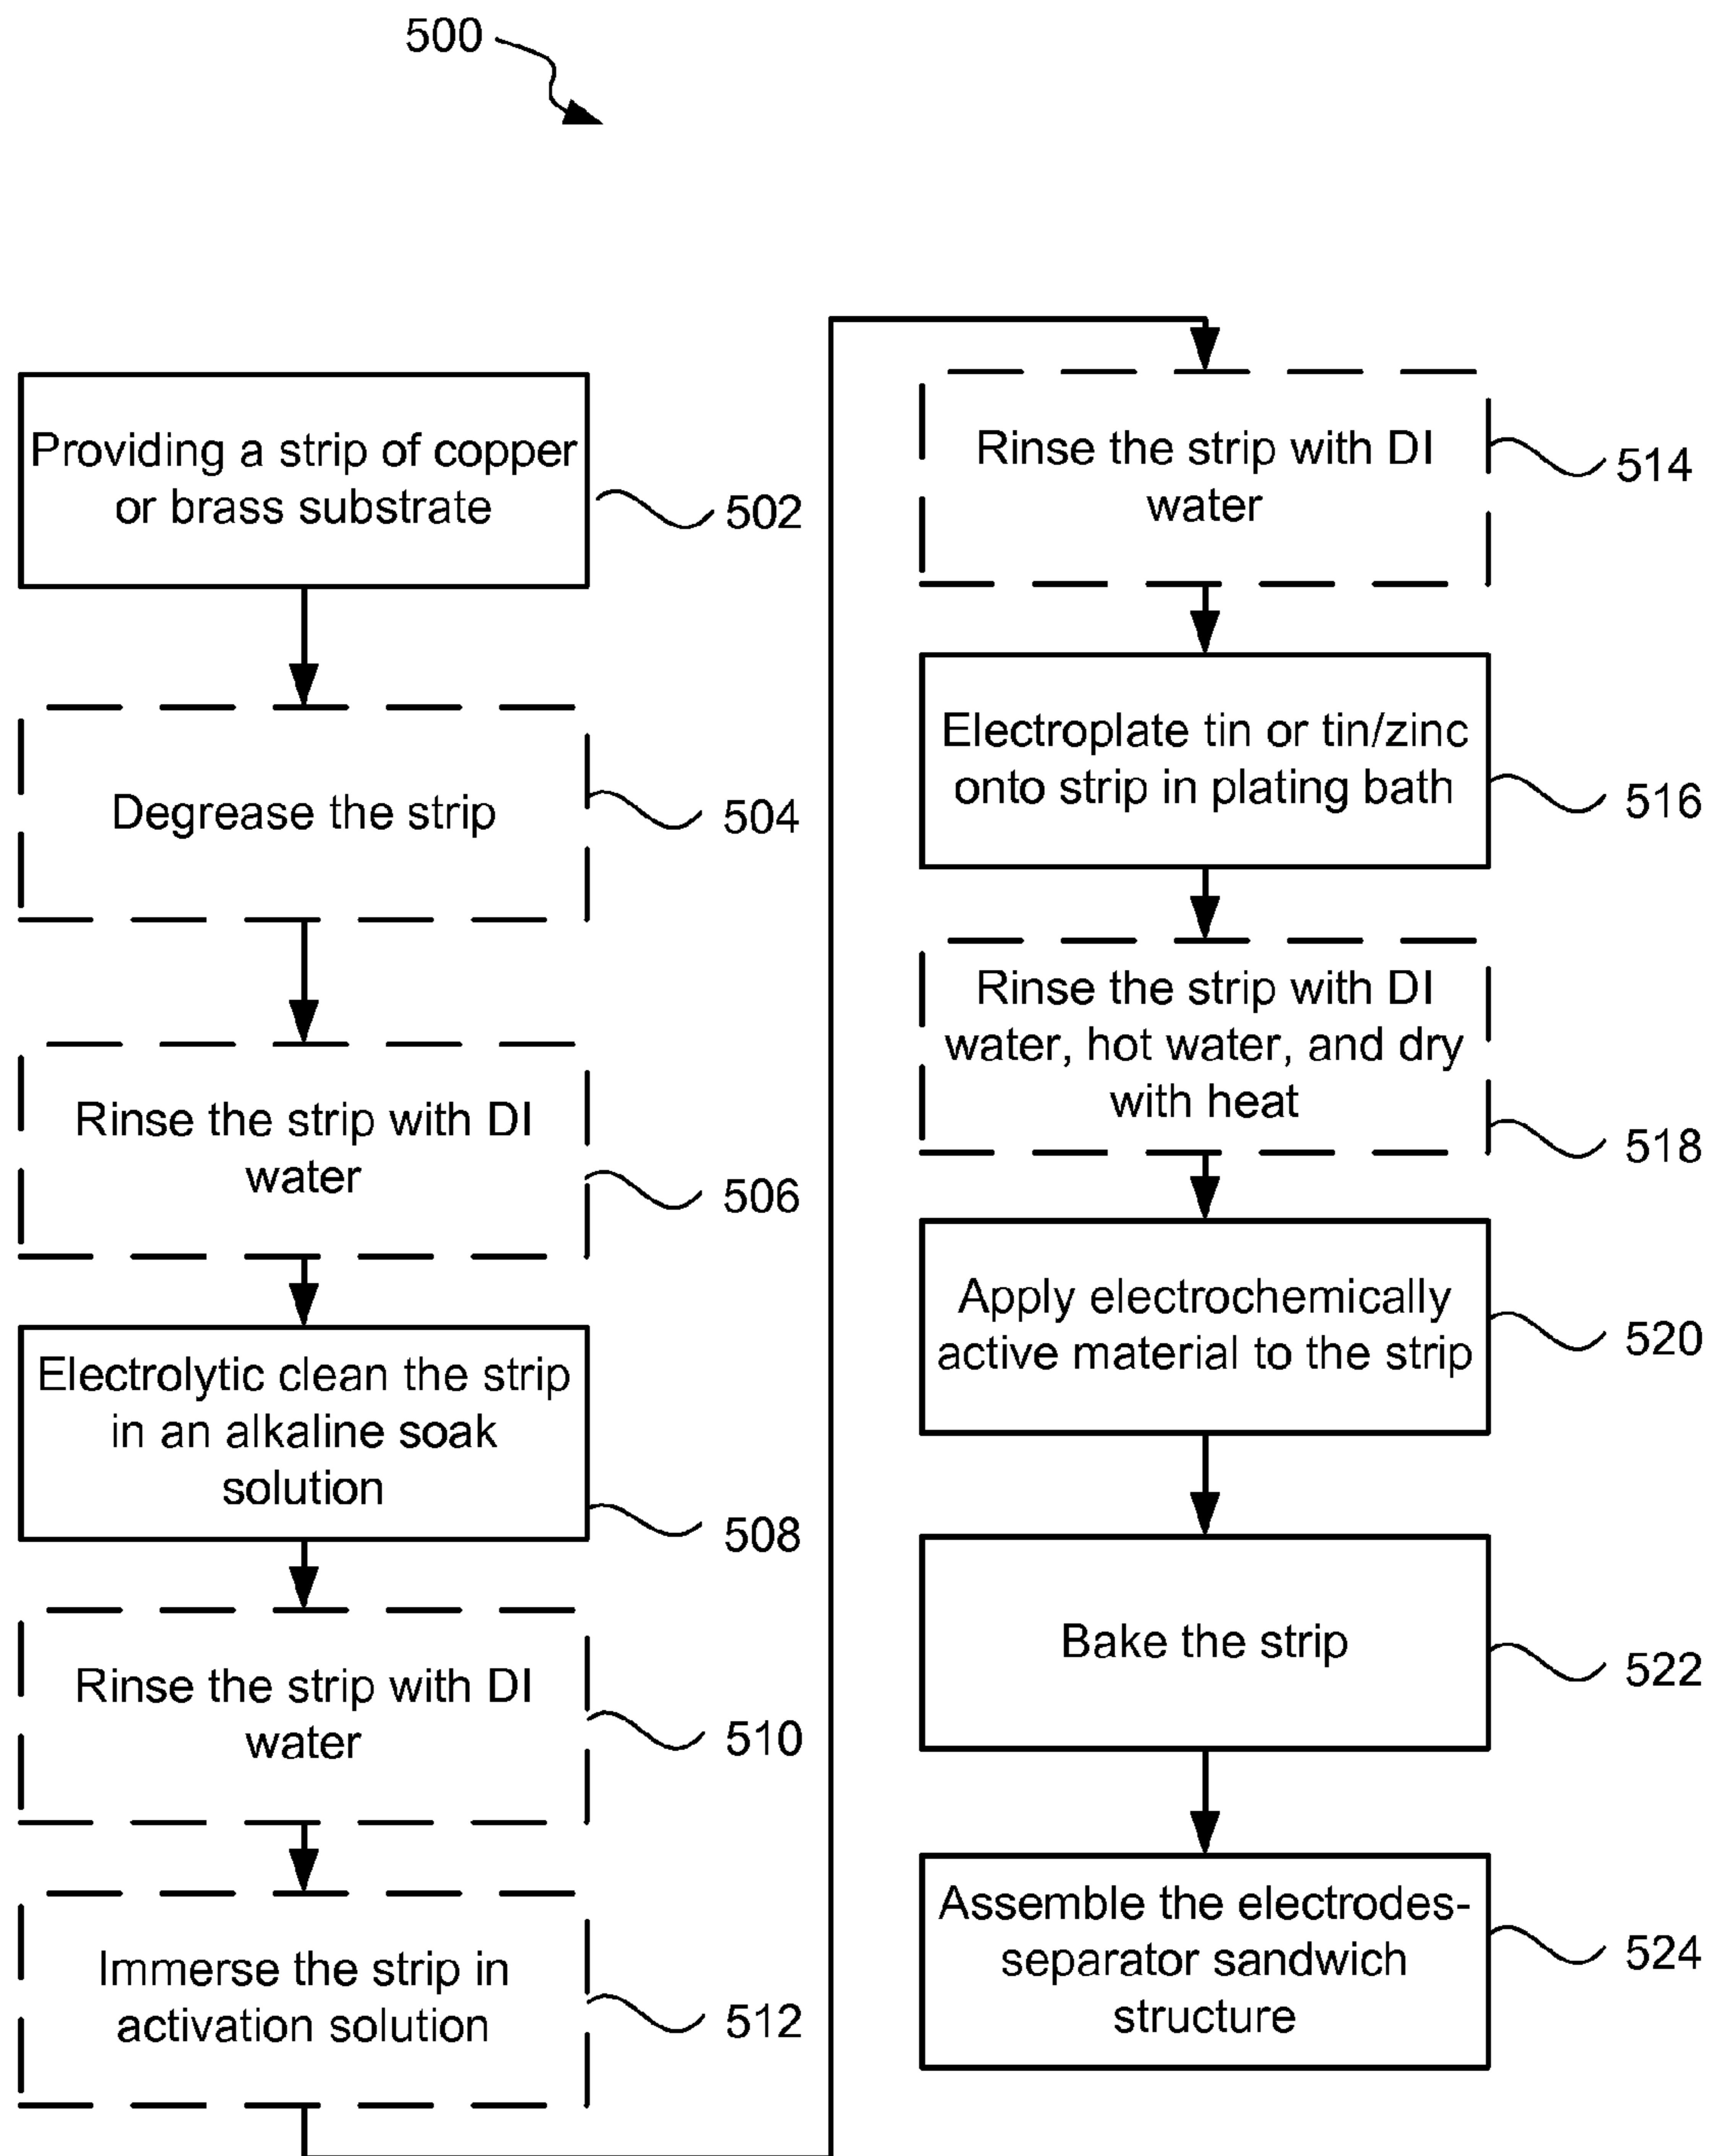 500
Providing a strip of copper
or brass substrate
502
Degrease the strip
504
Rinse the strip with DI
water
506
Electrolytic clean the strip
in an alkaline soak
solution
508
Rinse the strip with DI
water
510
Immerse the strip in
activation solution
512
Rinse the strip with DI
water
514
Electroplate tin or tin/zinc
onto strip in plating bath
516
Rinse the strip with DI
water, hot water, and dry
with heat
518
Apply electrochemically
active material to the strip
520
Bake the strip
522
Assemble the electrodes-
separator sandwich
structure
524